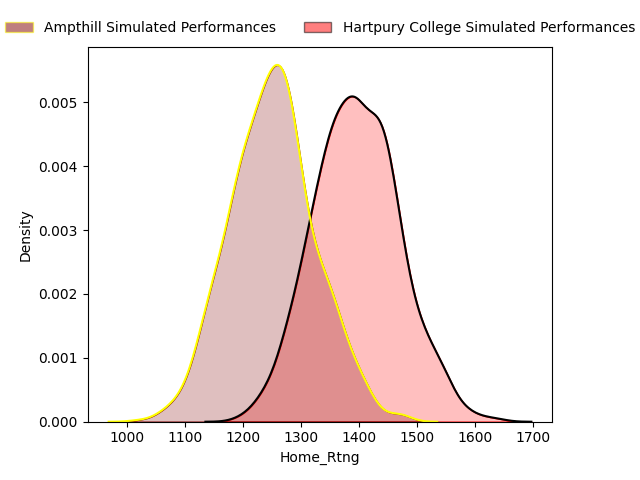 Ampthill Simulated Performances Hartpury College Simulated Performances
0.005
0.004
0.003
0.002
0.001
0.000
Density
1000 1100 1200 1300 1400 1500 1600 1700
Home_Rtng